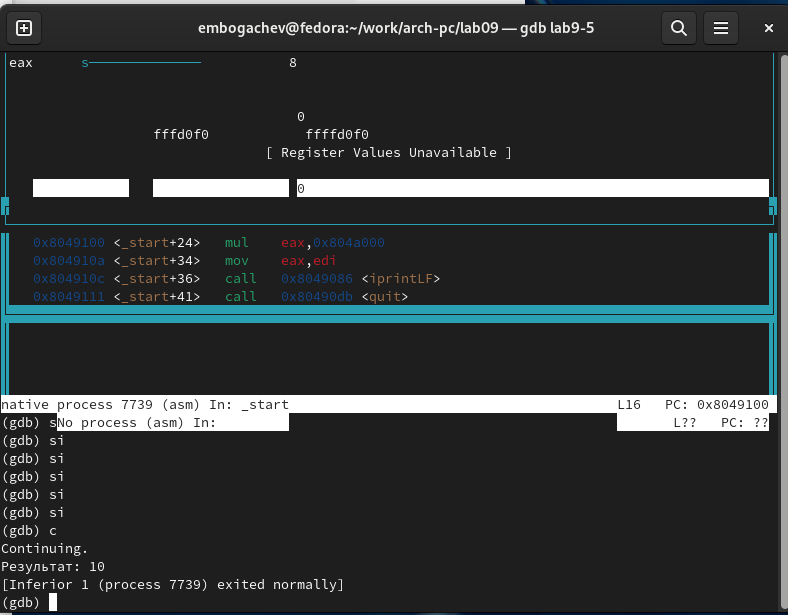 embogachev@fedora:~/work/arch-pc/lab09 — gdb lab9-5
eax s 8
0
fffd0f0 ffffd0f0
[ Register Values Unavailable ]
0
0x8049100 <_start+24> mul eax,0x804a000
0x804910a <_start+34> mov eax,edi
0x804910c <_start+36> call 0x8049086 <iprintLF>
0x8049111 <_start+41> call 0x80490db <quit>
native process 7739 (asm) In: _start L16 PC: 0x8049100
(gdb) sNo process (asm) In: L?? PC: ??
(gdb) si
(gdb) si
(gdb) si
(gdb) si
(gdb) si
(gdb) c
Continuing.
Результат: 10
[Inferior 1 (process 7739) exited normally]
(gdb)